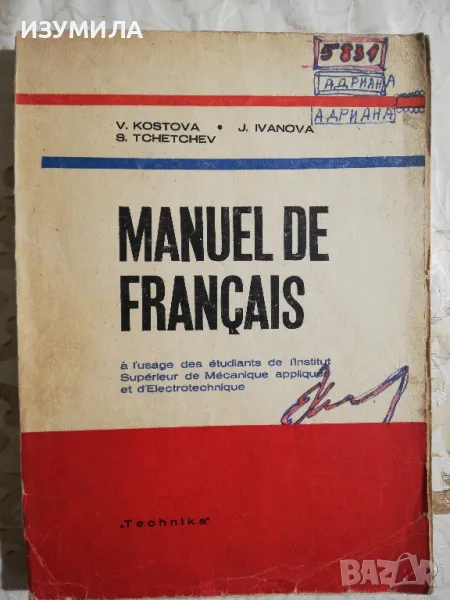 ИЗУМИЛА
5831
АДРИАНА
АДРИАНА
V. KOSTOVA • J. IVANOVA
S. TCHETCHEV
MANUEL DE
FRANÇAIS
à l'usage des étudiants de l'Institut
Supérieur de Mécanique appliquée
et d'Electrotechnique
„Technika"
BAZAR